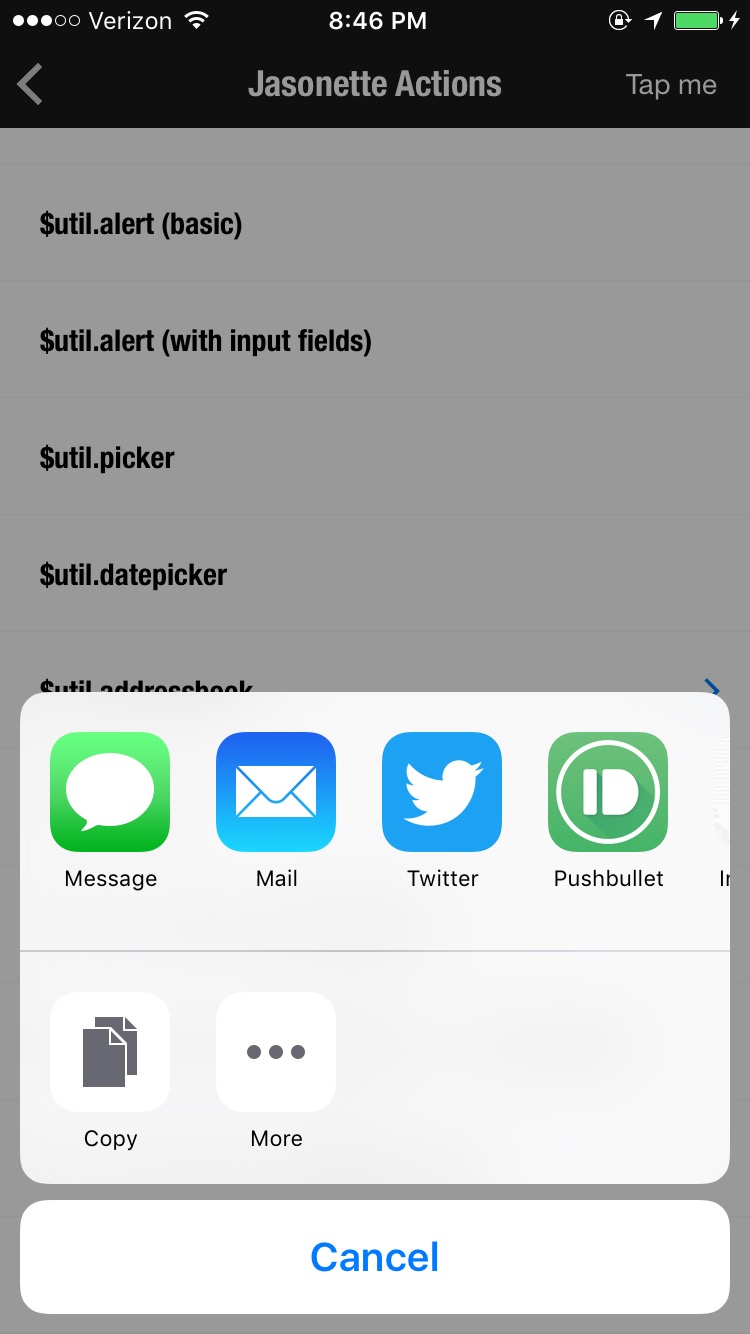 Verizon 8:46 PM
Jasonette Actions Tap me
$util.alert (basic)
$util.alert (with input fields)
$util.picker
$util.datepicker
$util.addressbook
Message Mail Twitter Pushbullet
Copy More
Cancel